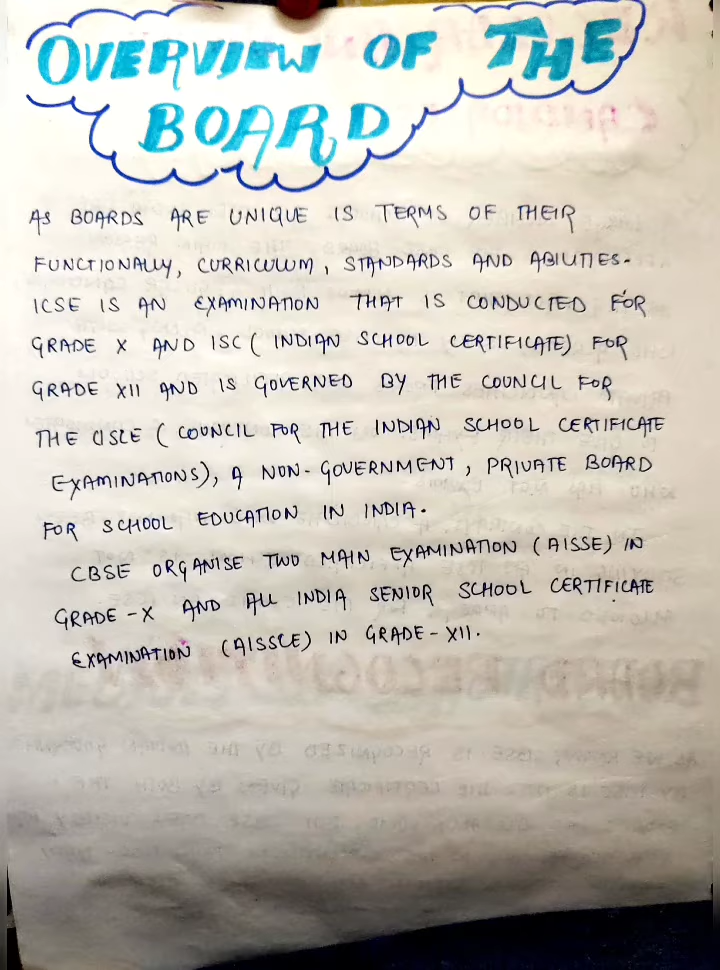 OVERVIEW OF THE
BOARD
AS BOARDS ARE UNIQUE IS TERMS OF THEIR
FUNCTIONALLY, CURRICULUM, STANDARDS AND ABILITIES.
ICSE IS AN EXAMINATION THAT IS CONDUCTED FOR
GRADE X AND ISC ( INDIAN SCHOOL CERTIFICATE) FOR
GRADE XII AND IS GOVERNED BY THE COUNCIL FOR
THE CISCE ( COUNCIL FOR THE INDIAN SCHOOL CERTIFICATE
EXAMINATIONS), A NON-GOVERNMENT, PRIVATE BOARD
FOR SCHOOL EDUCATION IN INDIA.
CBSE ORGANISE TWO MAIN EXAMINATION (AISSE) IN
GRADE-X AND ALL INDIA SENIOR SCHOOL CERTIFICATE
EXAMINATION (AISSCE) IN GRADE-XII.